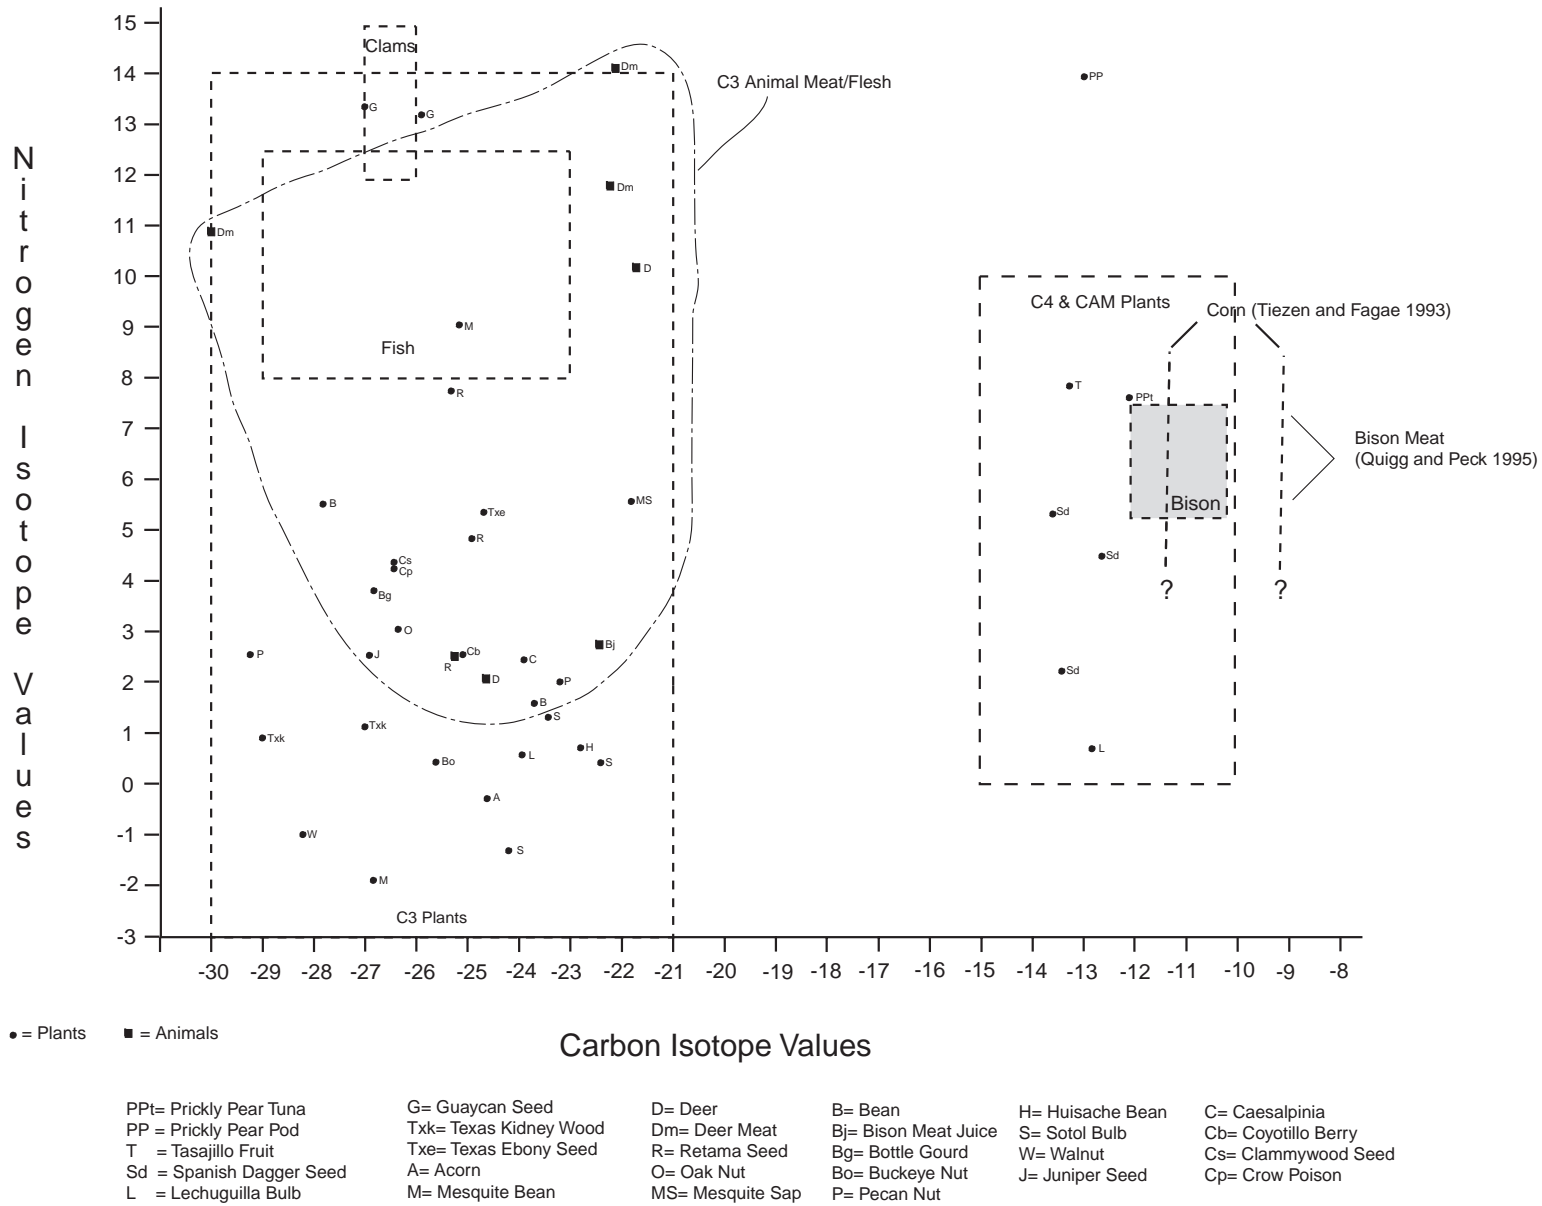 Nitrogen Isotope Values
15
14
13
12
11
10
9
8
7
6
5
4
3
2
1
0
-1
-2
-3
Clams
Dm
C3 Animal Meat/Flesh
PP
G
G
Dm
Dm
D
C4 & CAM Plants
Corn (Tiezen and Fagae 1993)
M
Fish
R
T
PPt
Bison Meat
(Quigg and Peck 1995)
Bison
B
Txe
MS
Sd
R
Sd
Cs
Cp
Bg
?
?
O
Bj
P
J
R
Cb
C
D
P
Sd
B
S
Txk
Txk
Bo
L
H
S
L
A
W
S
M
C3 Plants
-30 -29 -28 -27 -26 -25 -24 -23 -22 -21 -20 -19 -18 -17 -16 -15 -14 -13 -12 -11 -10 -9 -8
= Plants = Animals
Carbon Isotope Values
PPt= Prickly Pear Tuna
PP = Prickly Pear Pod
T = Tasajillo Fruit
Sd = Spanish Dagger Seed
L = Lechuguilla Bulb
G= Guaycan Seed
Txk= Texas Kidney Wood
Txe= Texas Ebony Seed
A= Acorn
M= Mesquite Bean
D= Deer
Dm= Deer Meat
R= Retama Seed
O= Oak Nut
MS= Mesquite Sap
B= Bean
Bj= Bison Meat Juice
Bg= Bottle Gourd
Bo= Buckeye Nut
P= Pecan Nut
H= Huisache Bean
S= Sotol Bulb
W= Walnut
J= Juniper Seed
C= Caesalpinia
Cb= Coyotillo Berry
Cs= Clammywood Seed
Cp= Crow Poison